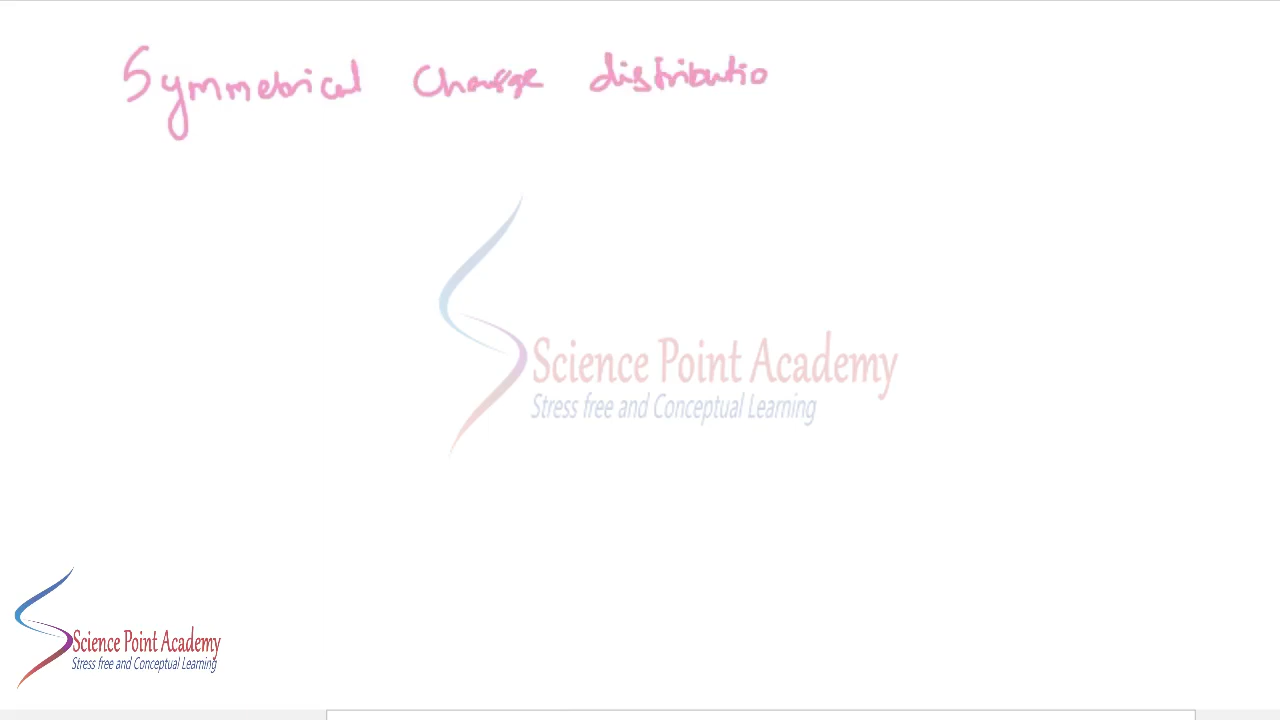 Symmetrical Charge distributio
Science Point Academy
Stress free and Conceptual Learning
Science Point Academy
Stress free and Conceptual Learning